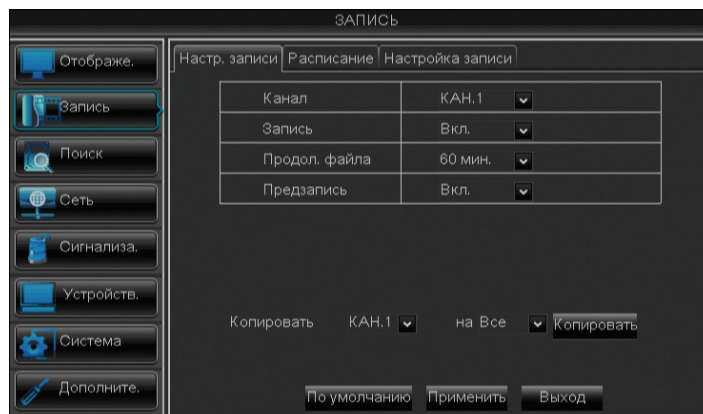 ЗАПИСЬ
Отображе.
Запись
Поиск
Сеть
Сигнализа.
Устройств.
Система
Дополните.
Настр. записи Расписание Настройка записи
Канал КАН.1
Запись Вкл.
Продол. файла 60 мин.
Предзапись Вкл.
Копировать КАН.1 на Все Копировать
По умолчанию Применить Выход